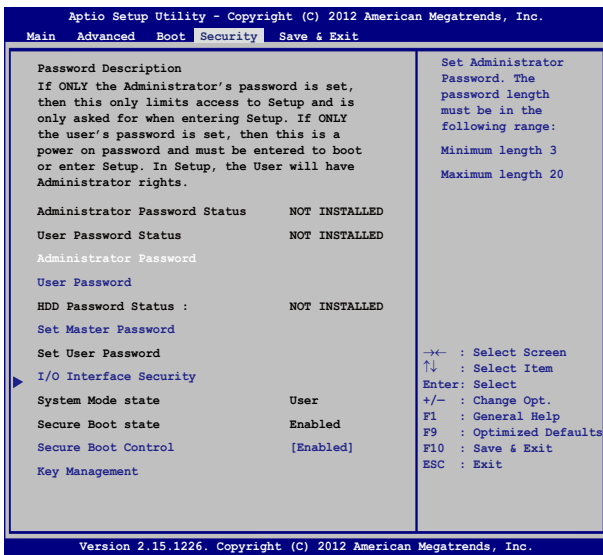 Aptio Setup Utility - Copyright (C) 2012 American Megatrends, Inc.
Main Advanced Boot Security Save & Exit
Password Description
If ONLY the Administrator's password is set,
then this only limits access to Setup and is
only asked for when entering Setup. If ONLY
the user's password is set, then this is a
power on password and must be entered to boot
or enter Setup. In Setup, the User will have
Administrator rights.
Administrator Password Status NOT INSTALLED
User Password Status NOT INSTALLED
Administrator Password
User Password
HDD Password Status : NOT INSTALLED
Set Master Password
Set User Password
I/O Interface Security
System Mode state User
Secure Boot state Enabled
Secure Boot Control [Enabled]
Key Management
Set Administrator
Password. The
password length
must be in the
following range:
Minimum length 3
Maximum length 20
→← : Select Screen
↑↓ : Select Item
Enter: Select
+/— : Change Opt.
F1 : General Help
F9 : Optimized Defaults
F10 : Save & Exit
ESC : Exit
Version 2.15.1226. Copyright (C) 2012 American Megatrends, Inc.